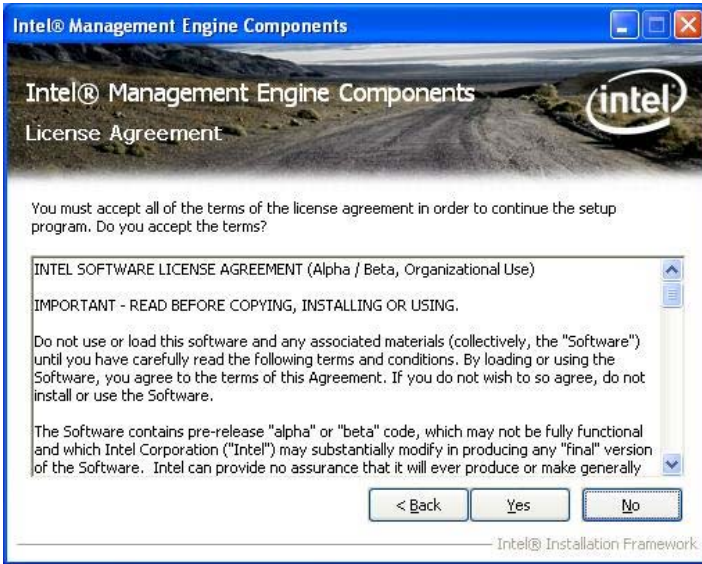 Intel® Management Engine Components
Intel® Management Engine Components
intel
License Agreement
You must accept all of the terms of the license agreement in order to continue the setup
program. Do you accept the terms?
INTEL SOFTWARE LICENSE AGREEMENT (Alpha / Beta, Organizational Use)
IMPORTANT - READ BEFORE COPYING, INSTALLING OR USING.
Do not use or load this software and any associated materials (collectively, the "Software")
until you have carefully read the following terms and conditions. By loading or using the
Software, you agree to the terms of this Agreement. If you do not wish to so agree, do not
install or use the Software.
The Software contains pre-release "alpha" or "beta" code, which may not be fully functional
and which Intel Corporation ("Intel") may substantially modify in producing any "final" version
of the Software.  Intel can provide no assurance that it will ever produce or make generally
< Back Yes No
Intel® Installation Framework